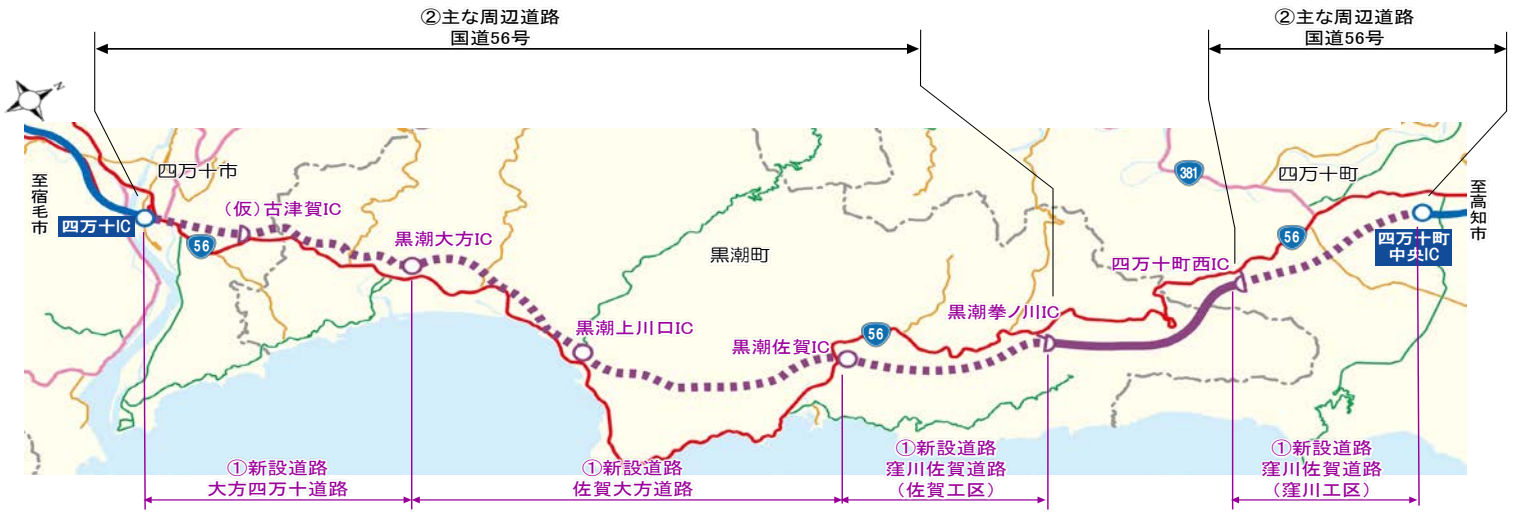 ②主な周辺道路
国道56号
②主な周辺道路
国道56号
N
四万十市
至宿毛市
四万十IC
(仮)古津賀IC
56
黒潮大方IC
黒潮町
黒潮上川口IC
黒潮佐賀IC
56
黒潮拳ノ川IC
四万十町西IC
381
四万十町
56
四万十町
中央IC
至高知市
①新設道路
大方四万十道路
①新設道路
佐賀大方道路
①新設道路
窪川佐賀道路
(佐賀工区)
①新設道路
窪川佐賀道路
(窪川工区)